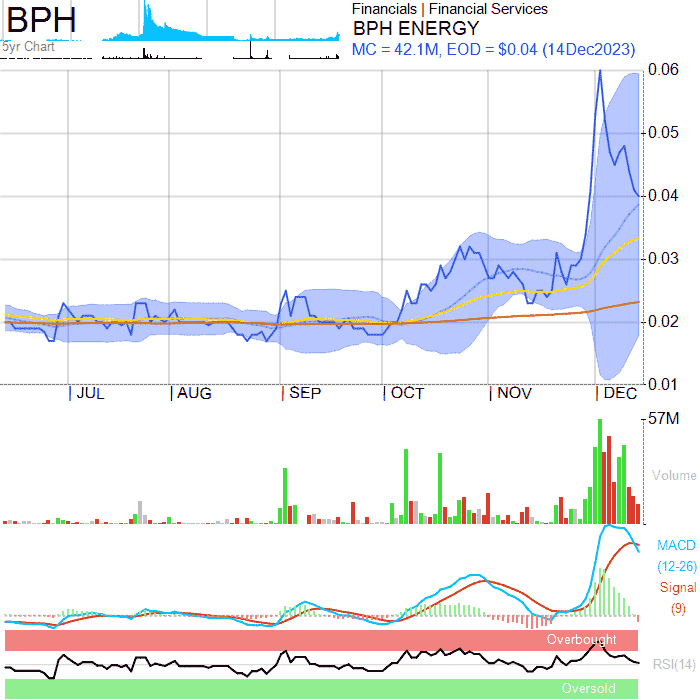 BPH
5yr Chart
Financials | Financial Services
BPH ENERGY
MC = 42.1M, EOD = $0.04 (14Dec2023)
0.06
0.05
0.04
0.03
0.02
0.01
JUL
AUG
SEP
OCT
NOV
DEC
57M
Volume
MACD
(12-26)
Signal
(9)
Overbought
RSI(14)
Oversold